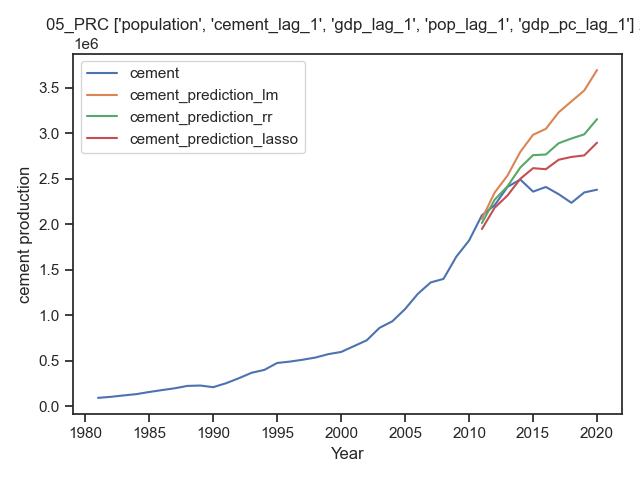 05_PRC ['population', 'cement_lag_1', 'gdp_lag_1', 'pop_lag_1', 'gdp_pc_lag_1']
1e6
cement
cement_prediction_lm
cement_prediction_rr
cement_prediction_lasso
3.5
3.0
2.5
2.0
1.5
1.0
0.5
0.0
cement production
1980 1985 1990 1995 2000 2005 2010 2015 2020
Year